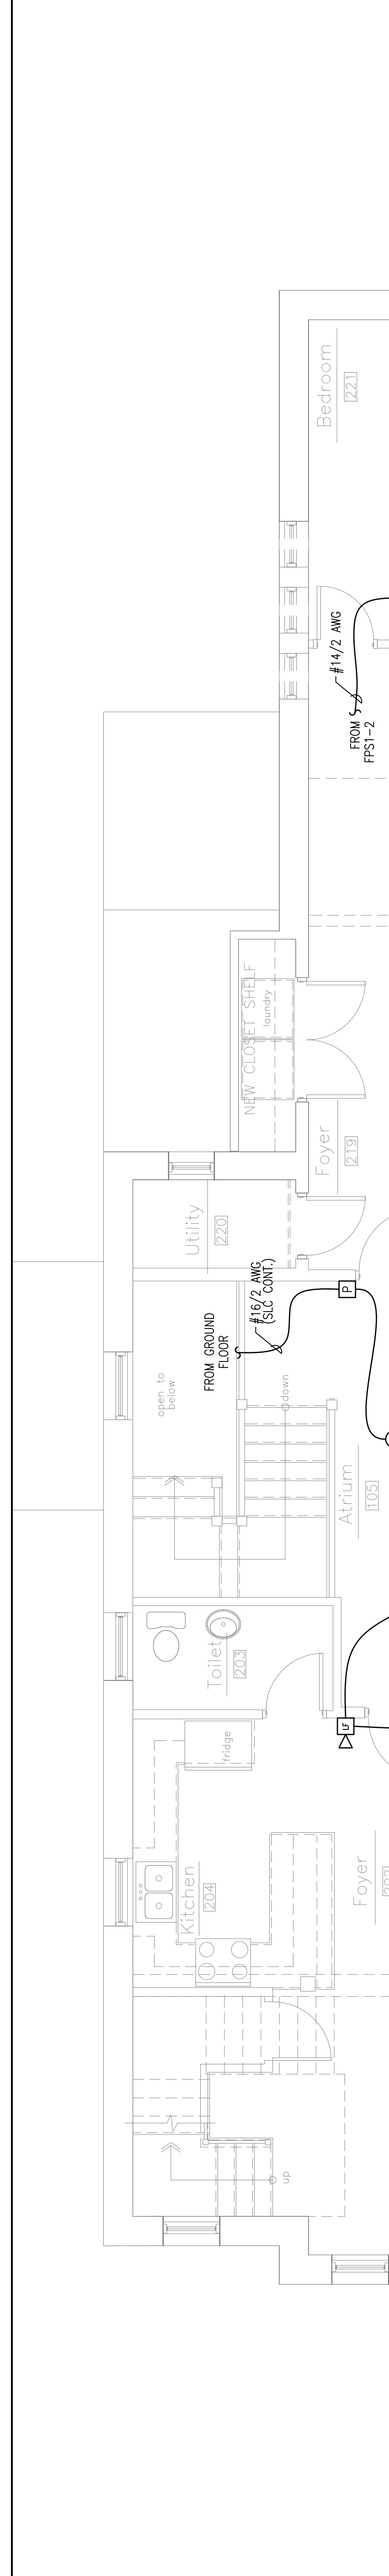 Bedroom
221
#14/2 AWG
FROM
FPS1-2
NEW CLOSET SHELF
laundry
Foyer
219
Utility
220
#16/2 AWG
(SLC CONT.)
FROM GROUND
FLOOR
P
open to
below
down
Atrium
105
Toilet
203
LF
fridge
Kitchen
204
Foyer
up